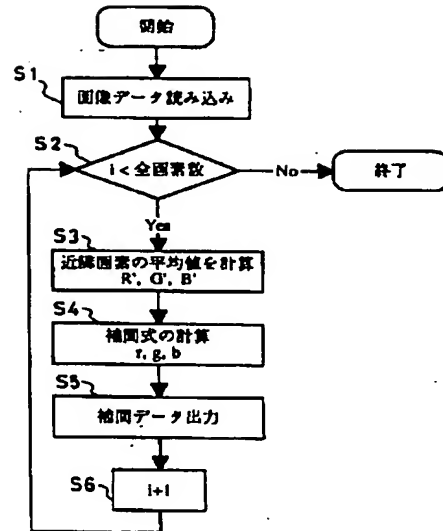 開始
S1
画像データ読み込み
S2
i < 全画素数
No
終了
Yes
S3
近隣画素の平均値を計算
R', G', B'
S4
補間式の計算
r, g, b
S5
補間データ出力
S6
i+1